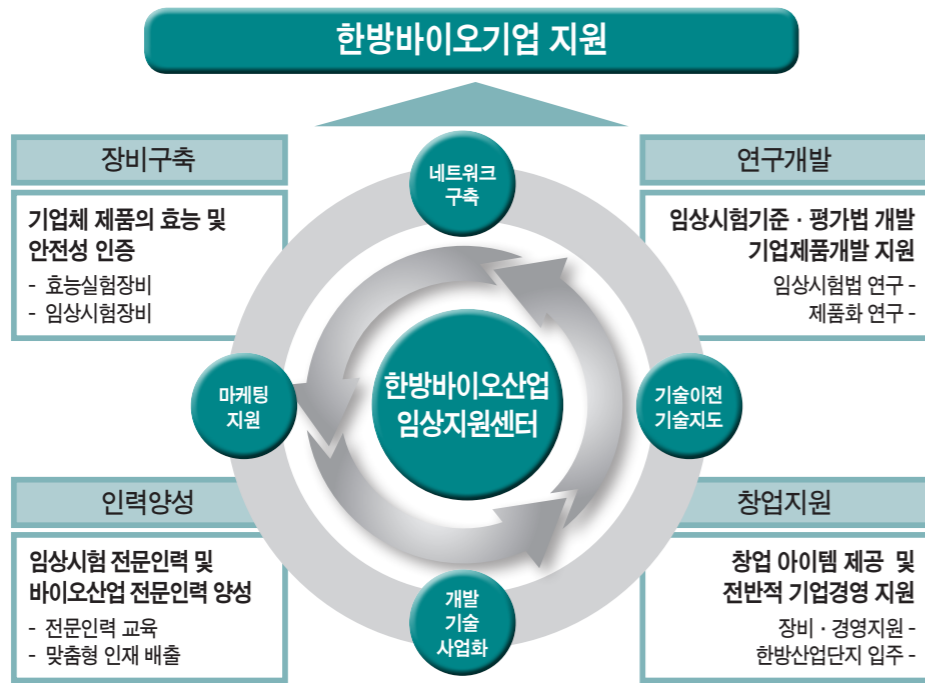 한방바이오기업 지원
장비구축
기업체 제품의 효능 및
안전성 인증
- 효능실험장비
- 임상시험장비
네트워크
구축
연구개발
임상시험기준 · 평가법 개발
기업제품개발 지원
임상시험법 연구 -
제품화 연구 -
마케팅
지원
한방바이오산업
임상지원센터
기술이전
기술지도
인력양성
임상시험 전문인력 및
바이오산업 전문인력 양성
- 전문인력 교육
- 맞춤형 인재 배출
개발
기술
사업화
창업지원
창업 아이템 제공 및
전반적 기업경영 지원
장비 · 경영지원 -
한방산업단지 입주 -